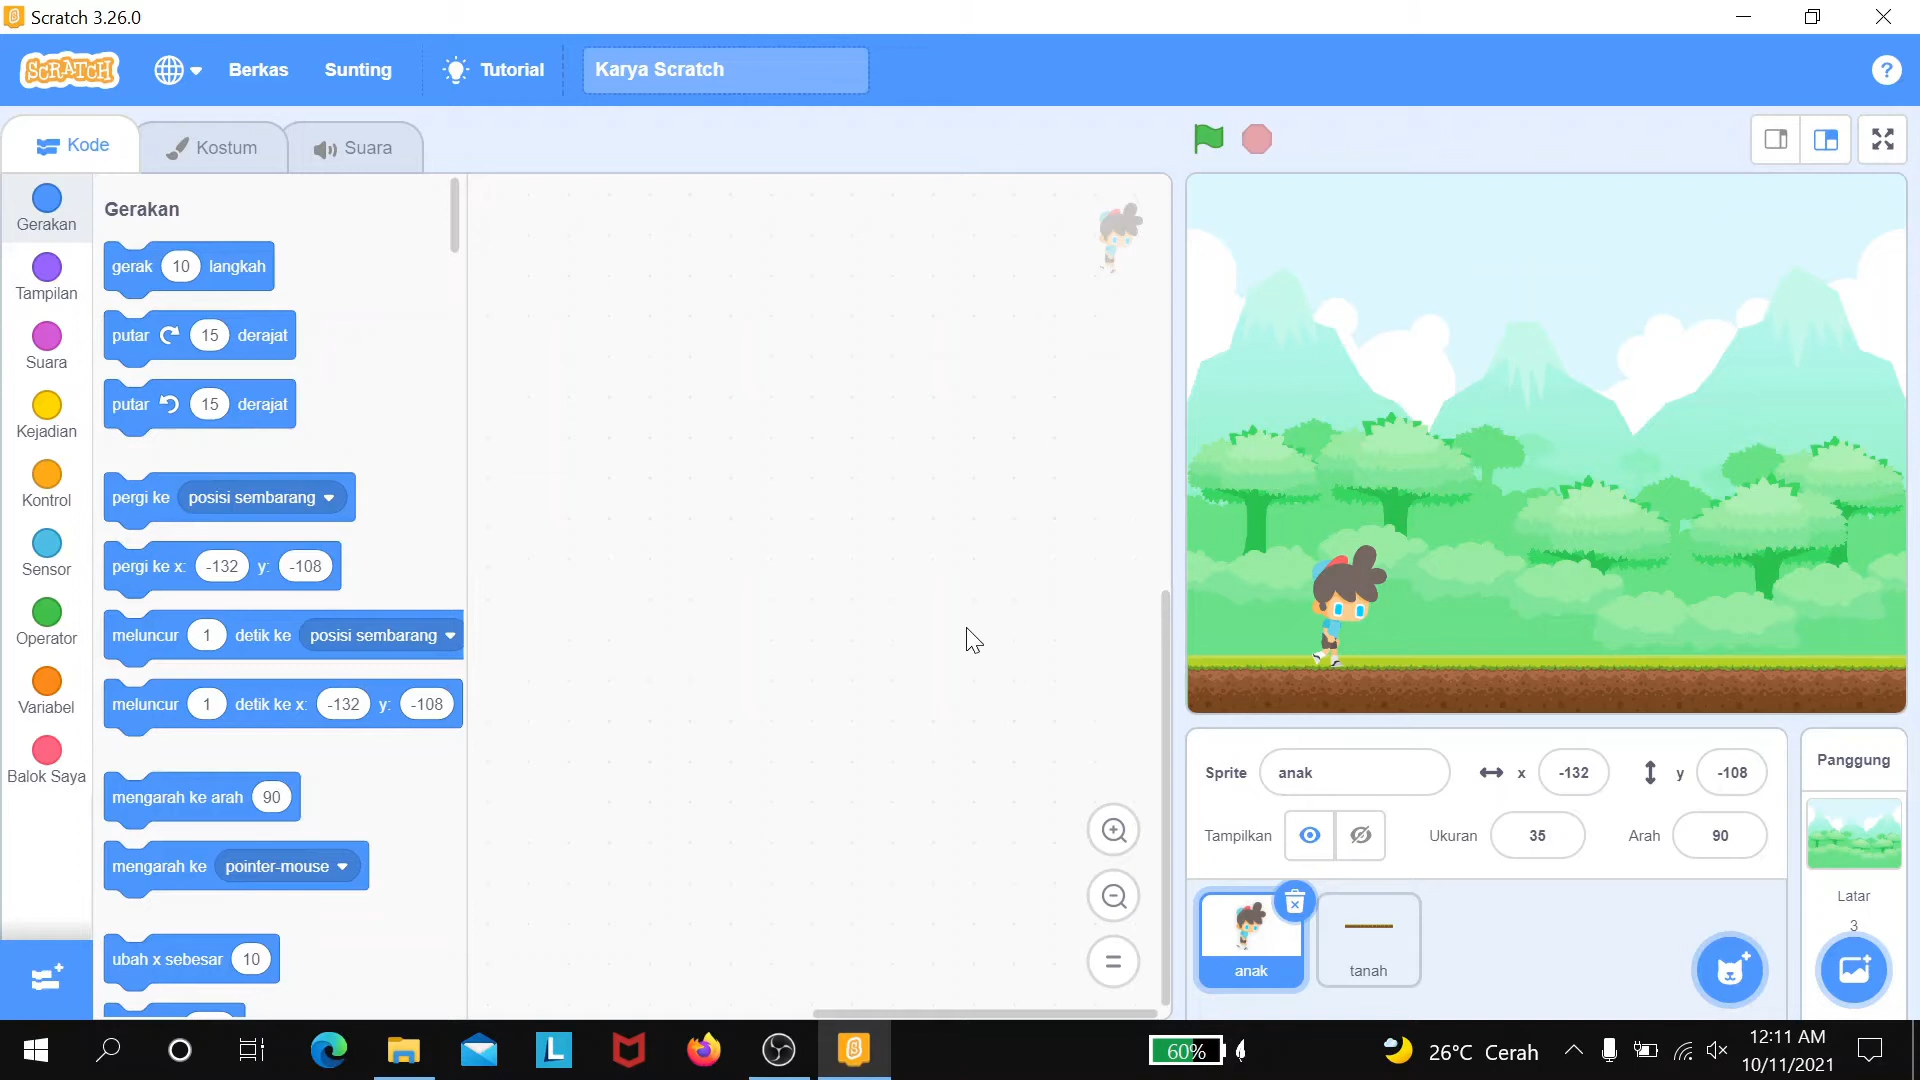 Scratch 3.26.0
SCRATCH
Berkas
Sunting
Tutorial
Karya Scratch
?
Kode
Kostum
Suara
Gerakan
Tampilan
Suara
Kejadian
Kontrol
Sensor
Operator
Variabel
Balok Saya
Gerakan
gerak 10 langkah
putar 15 derajat
putar 15 derajat
pergi ke posisi sembarang
pergi ke x: -132 y: -108
meluncur 1 detik ke posisi sembarang
meluncur 1 detik ke x: -132 y: -108
mengarah ke arah 90
mengarah ke pointer-mouse
ubah x sebesar 10
Sprite anak x -132 y -108
Tampilkan Ukuran 35 Arah 90
anak
tanah
Panggung
Latar
3
60%
26°C Cerah
12:11 AM
10/11/2021